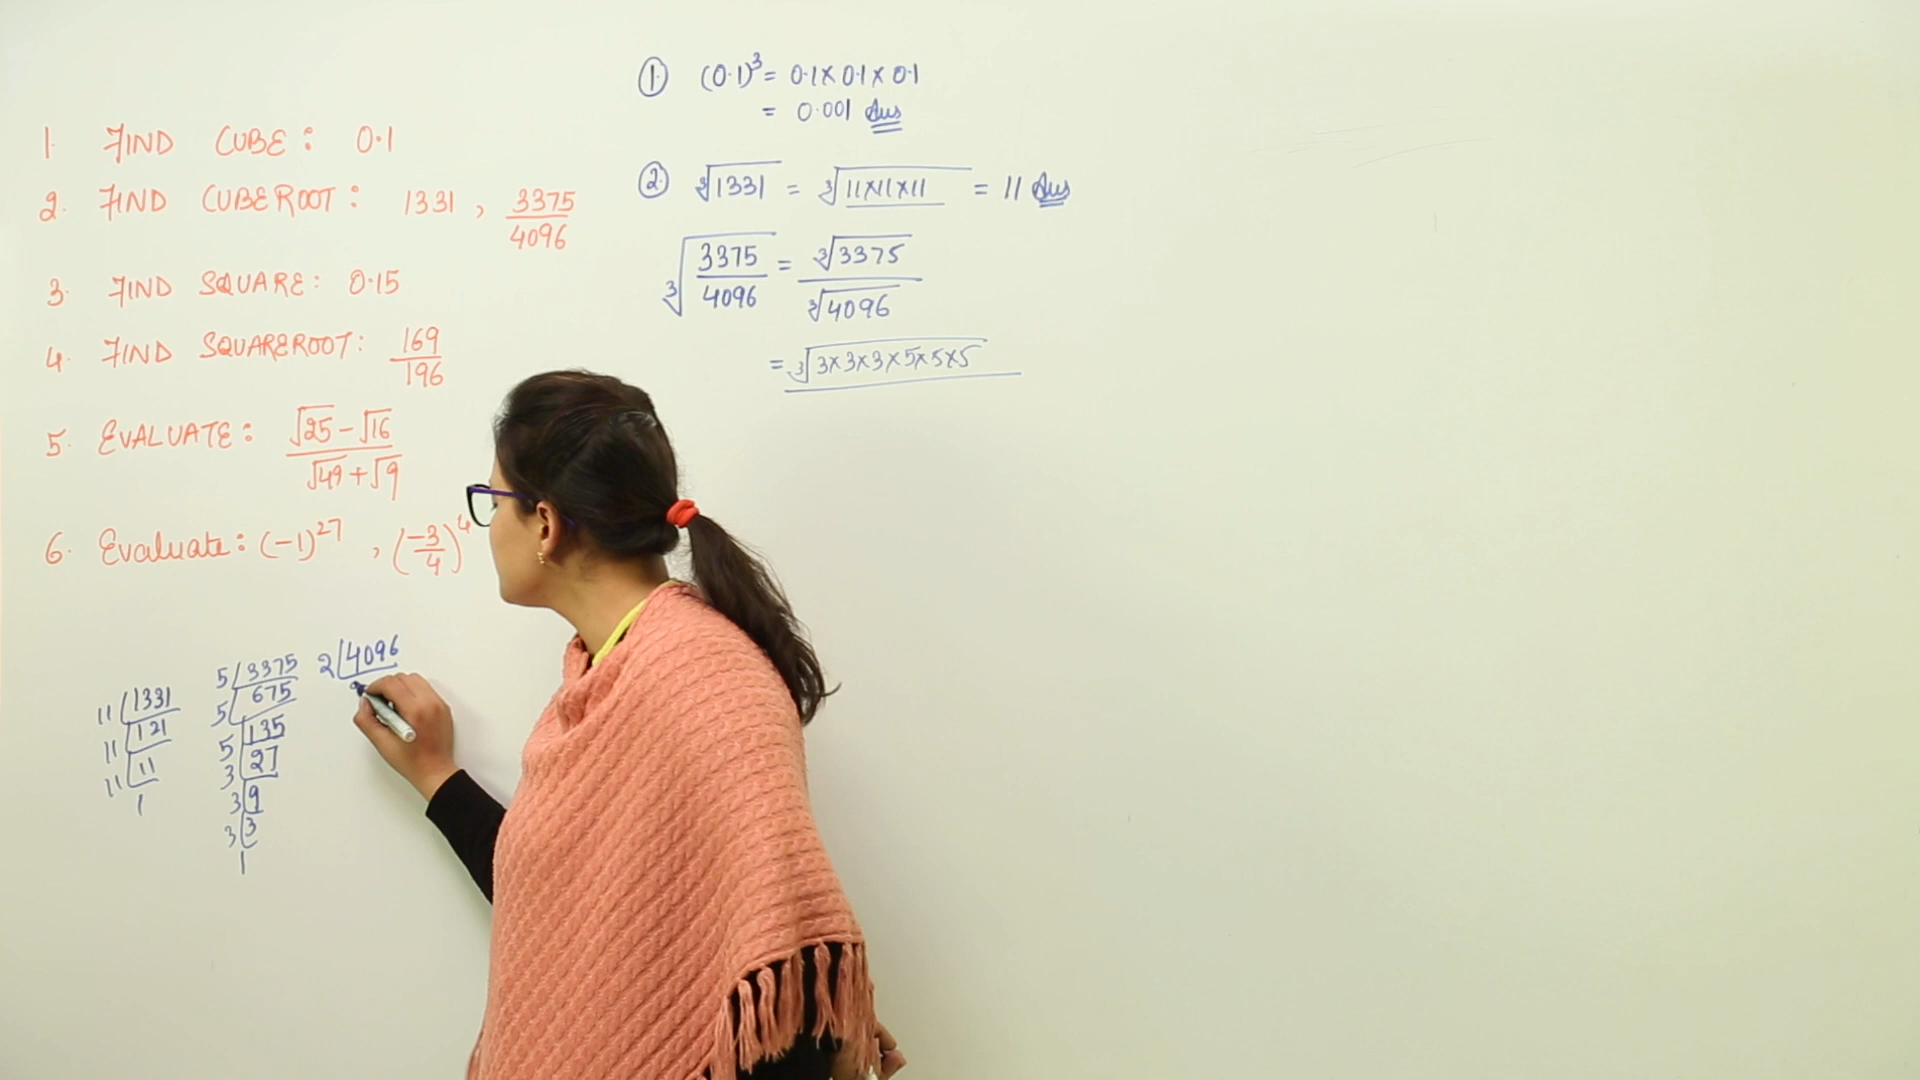 1. FIND CUBE: 0.1
2. FIND CUBEROOT: 1331, 3375/4096
3. FIND SQUARE: 0.15
4. FIND SQUAREROOT: 169/196
5. EVALUATE: (√25-√16)/(√49+√9)
6. Evaluate: (-1)^27, (-3/4)^4
11 1331
11 121
11 11
1
5 3375
5 675
5 135
3 27
3 9
3 3
1
2 4096
① (0.1)³ = 0.1×0.1×0.1
= 0.001 Ans
② ∛1331 = ∛11×11×11 = 11 Ans
∛(3375/4096) = ∛3375/∛4096
= ∛3×3×3×5×5×5